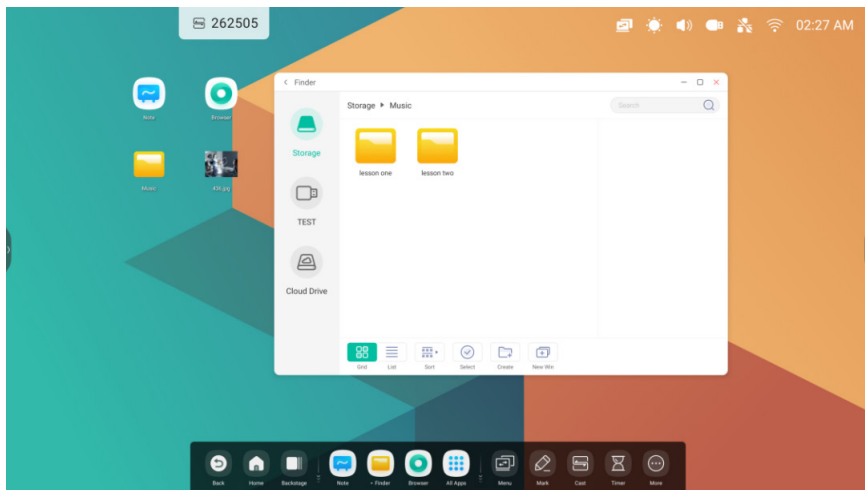 262505
02:27 AM
Note
Browser
Music
406.jpg
Finder
Storage
TEST
Cloud Drive
Storage Music
Search
lesson one
lesson two
Grid
List
Sort
Select
Create
New Win
Back
Home
Backstage
Note
Finder
Browser
All Apps
Menu
Mark
Cast
Timer
More